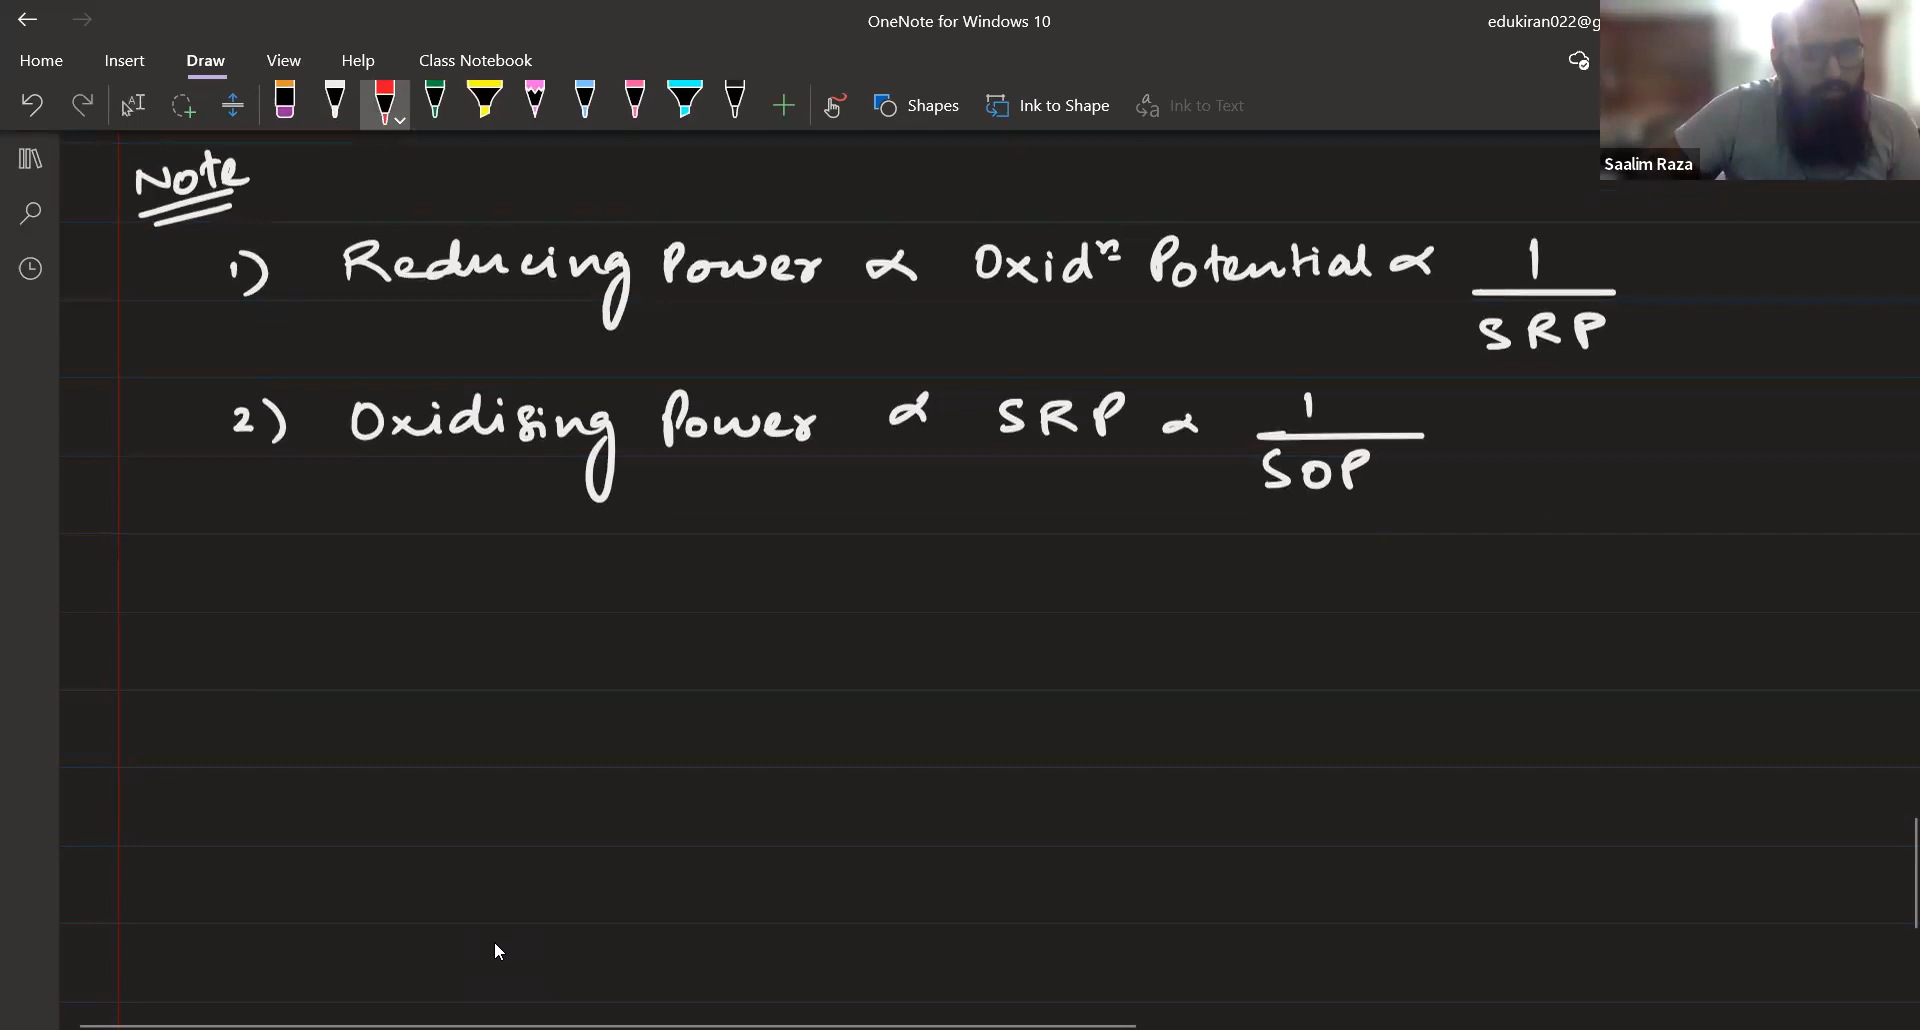 OneNote for Windows 10
edukiran022@g
Home Insert Draw View Help Class Notebook
Shapes Ink to Shape Ink to Text
Saalim Raza
Note
1) Reducing Power ∝ Oxidⁿ Potential ∝ 1/SRP
2) Oxidising Power ∝ SRP ∝ 1/SOP